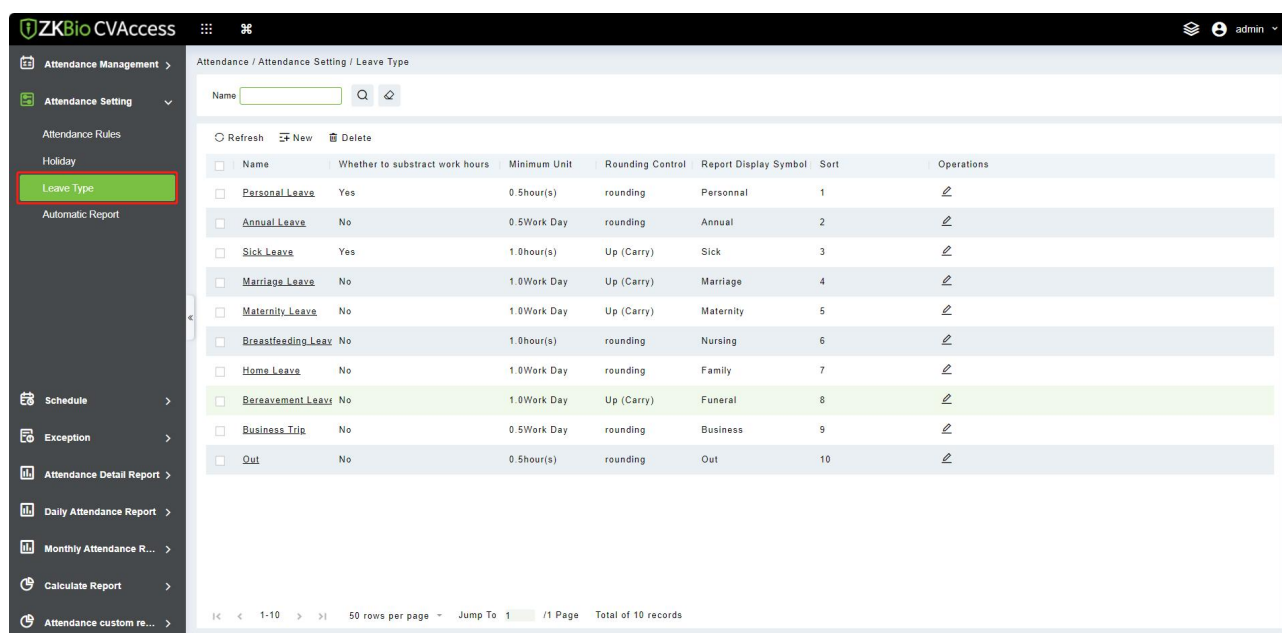 ZKBio CVAccess
admin
Attendance Management
Attendance Setting
Attendance Rules
Holiday
Leave Type
Automatic Report
Schedule
Exception
Attendance Detail Report
Daily Attendance Report
Monthly Attendance R...
Calculate Report
Attendance custom re...
Attendance / Attendance Setting / Leave Type
Name
Refresh New Delete
Name Whether to substract work hours Minimum Unit Rounding Control Report Display Symbol Sort Operations
Personal Leave Yes 0.5hour(s) rounding Personnal 1
Annual Leave No 0.5Work Day rounding Annual 2
Sick Leave Yes 1.0hour(s) Up (Carry) Sick 3
Marriage Leave No 1.0Work Day Up (Carry) Marriage 4
Maternity Leave No 1.0Work Day Up (Carry) Maternity 5
Breastfeeding Leav No 1.0hour(s) rounding Nursing 6
Home Leave No 1.0Work Day rounding Family 7
Bereavement Leave No 1.0Work Day Up (Carry) Funeral 8
Business Trip No 0.5Work Day rounding Business 9
Out No 0.5hour(s) rounding Out 10
1-10 50 rows per page Jump To 1 /1 Page Total of 10 records